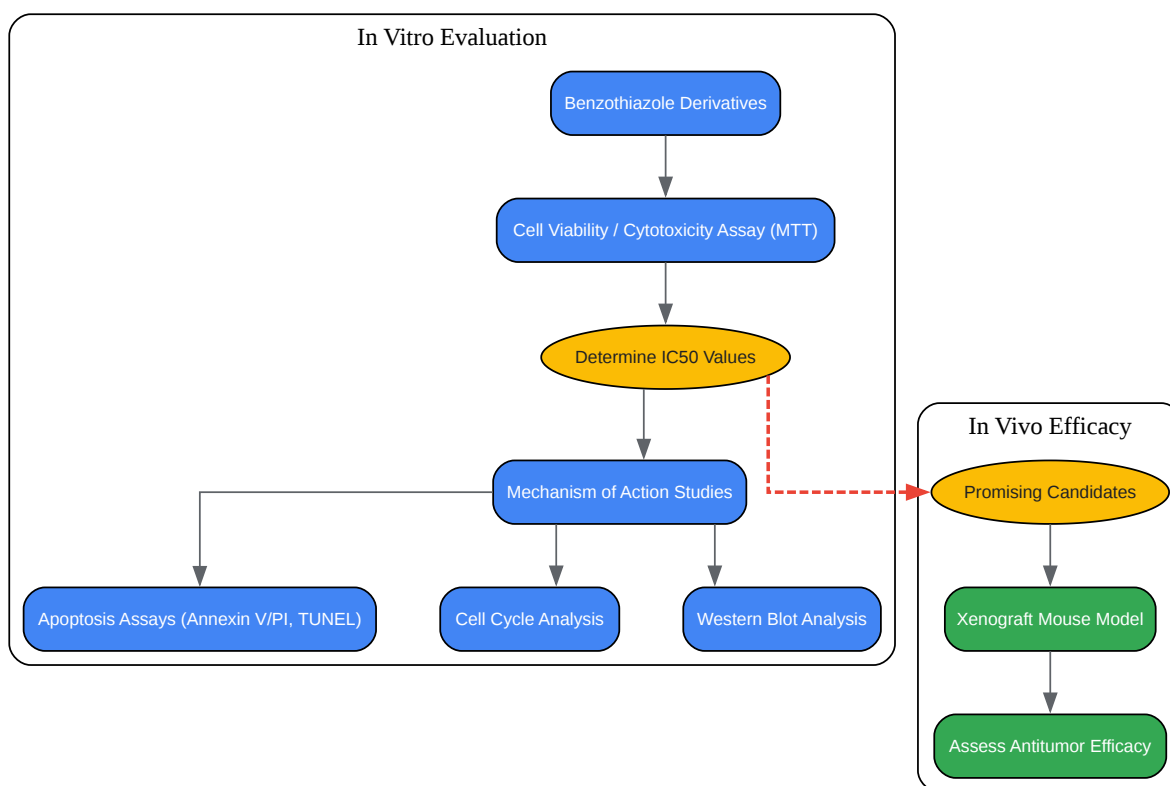 In Vitro Evaluation
Benzothiazole Derivatives
Cell Viability / Cytotoxicity Assay (MTT)
Determine IC50 Values
Mechanism of Action Studies
Apoptosis Assays (Annexin V/PI, TUNEL)
Cell Cycle Analysis
Western Blot Analysis
In Vivo Efficacy
Promising Candidates
Xenograft Mouse Model
Assess Antitumor Efficacy